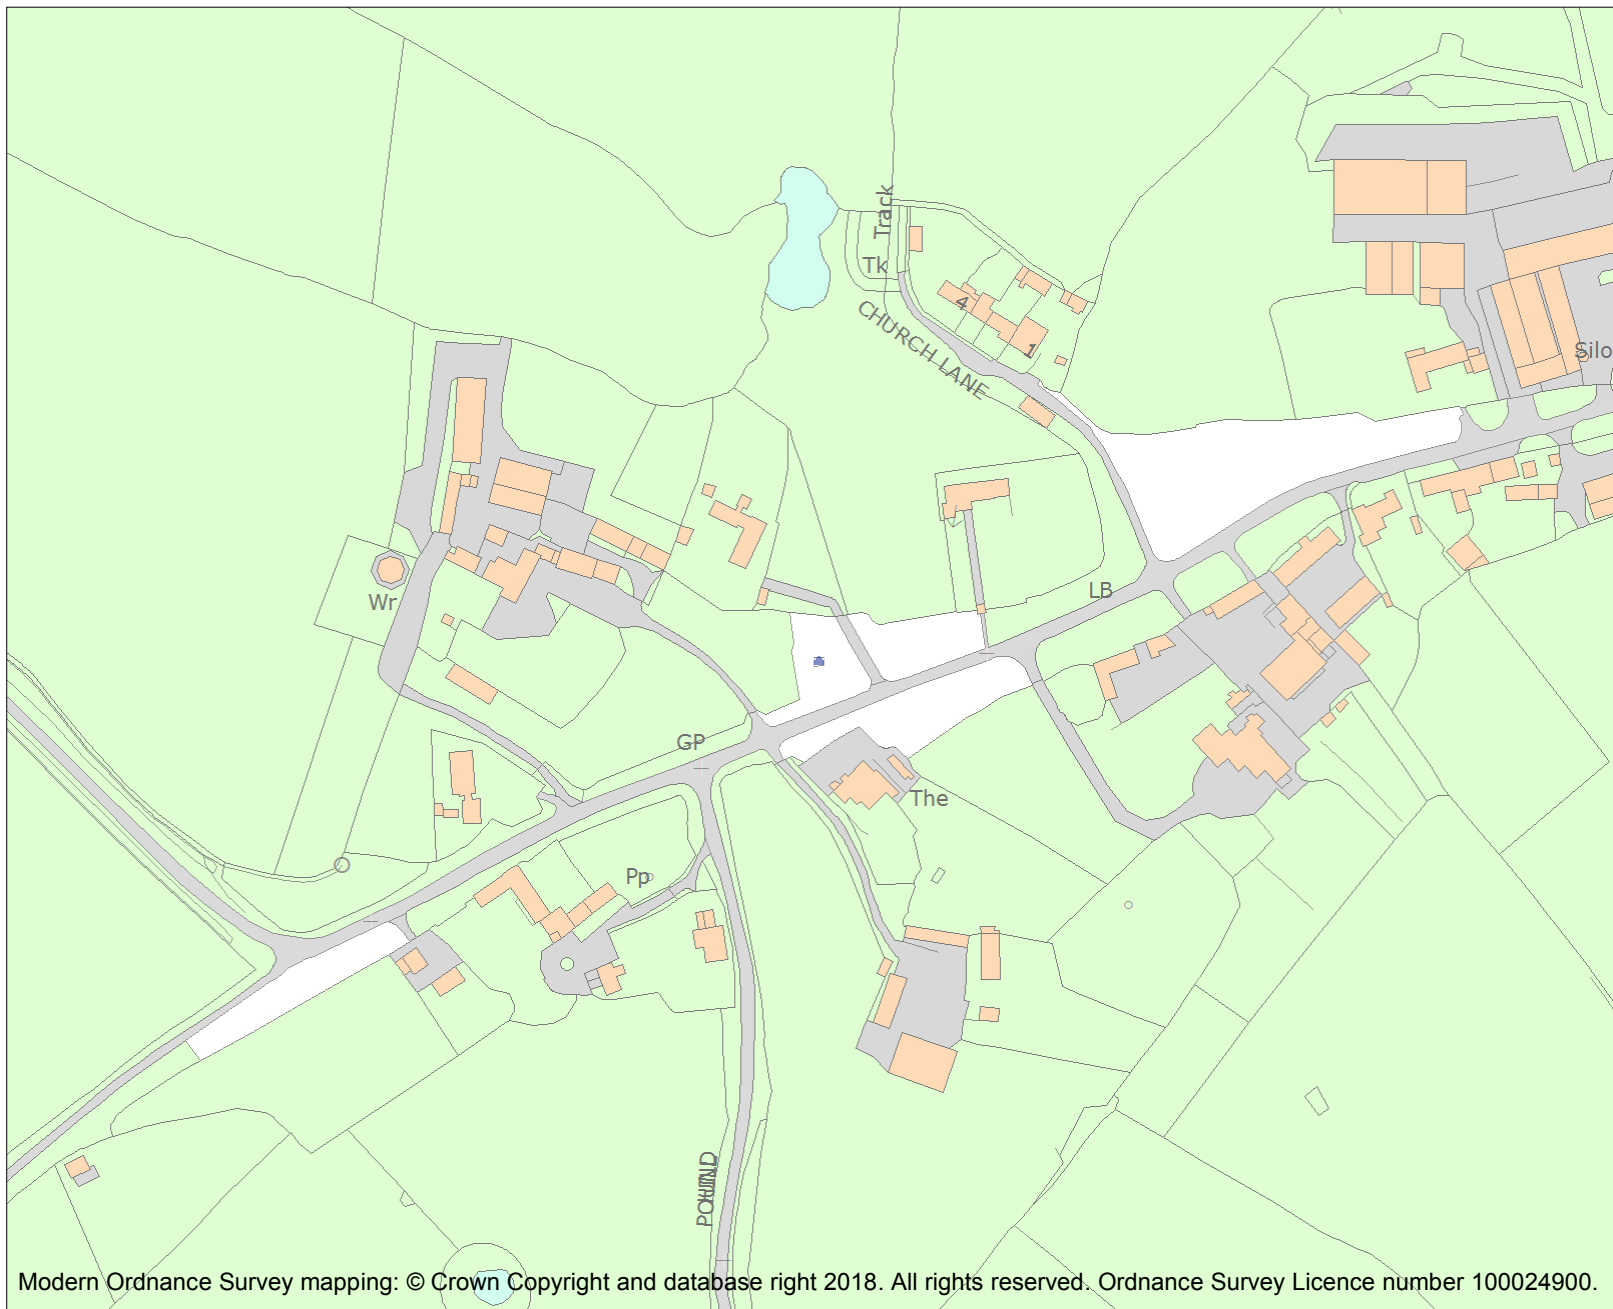 Track
Tk
4
CHURCH LANE
1
Silo
Wr
LB
GP
The
Pp
POUND
Modern Ordnance Survey mapping: © Crown Copyright and database right 2018. All rights reserved. Ordnance Survey Licence number 100024900.